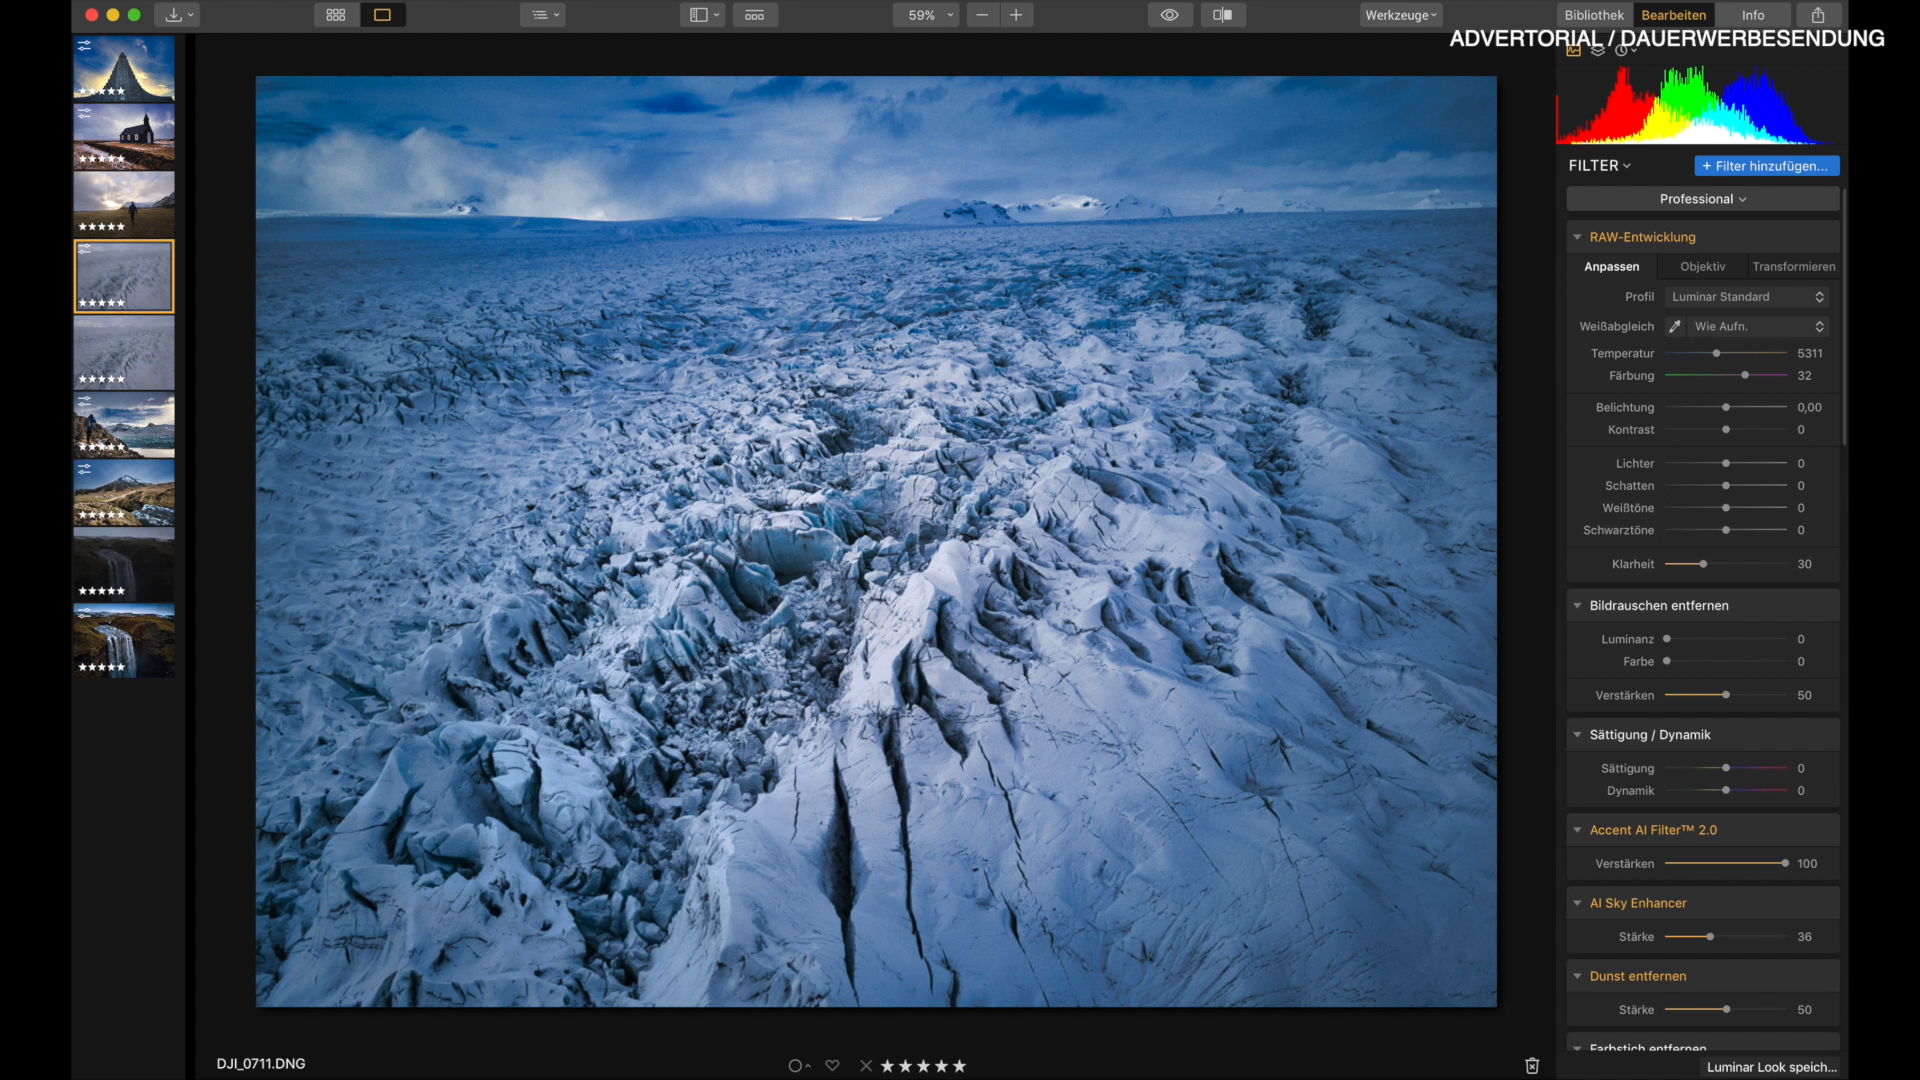 59%
Werkzeuge
Bibliothek
Bearbeiten
Info
ADVERTORIAL / DAUERWERBESENDUNG
FILTER
+ Filter hinzufügen...
Professional
RAW-Entwicklung
Anpassen
Objektiv
Transformieren
Profil Luminar Standard
Weißabgleich Wie Aufn.
Temperatur 5311
Färbung 32
Belichtung 0,00
Kontrast 0
Lichter 0
Schatten 0
Weißtöne 0
Schwarztöne 0
Klarheit 30
Bildrauschen entfernen
Luminanz 0
Farbe 0
Verstärken 50
Sättigung / Dynamik
Sättigung 0
Dynamik 0
Accent AI Filter™ 2.0
Verstärken 100
AI Sky Enhancer
Stärke 36
Dunst entfernen
Stärke 50
Farbstich entfernen
DJI_0711.DNG
Luminar Look speich...